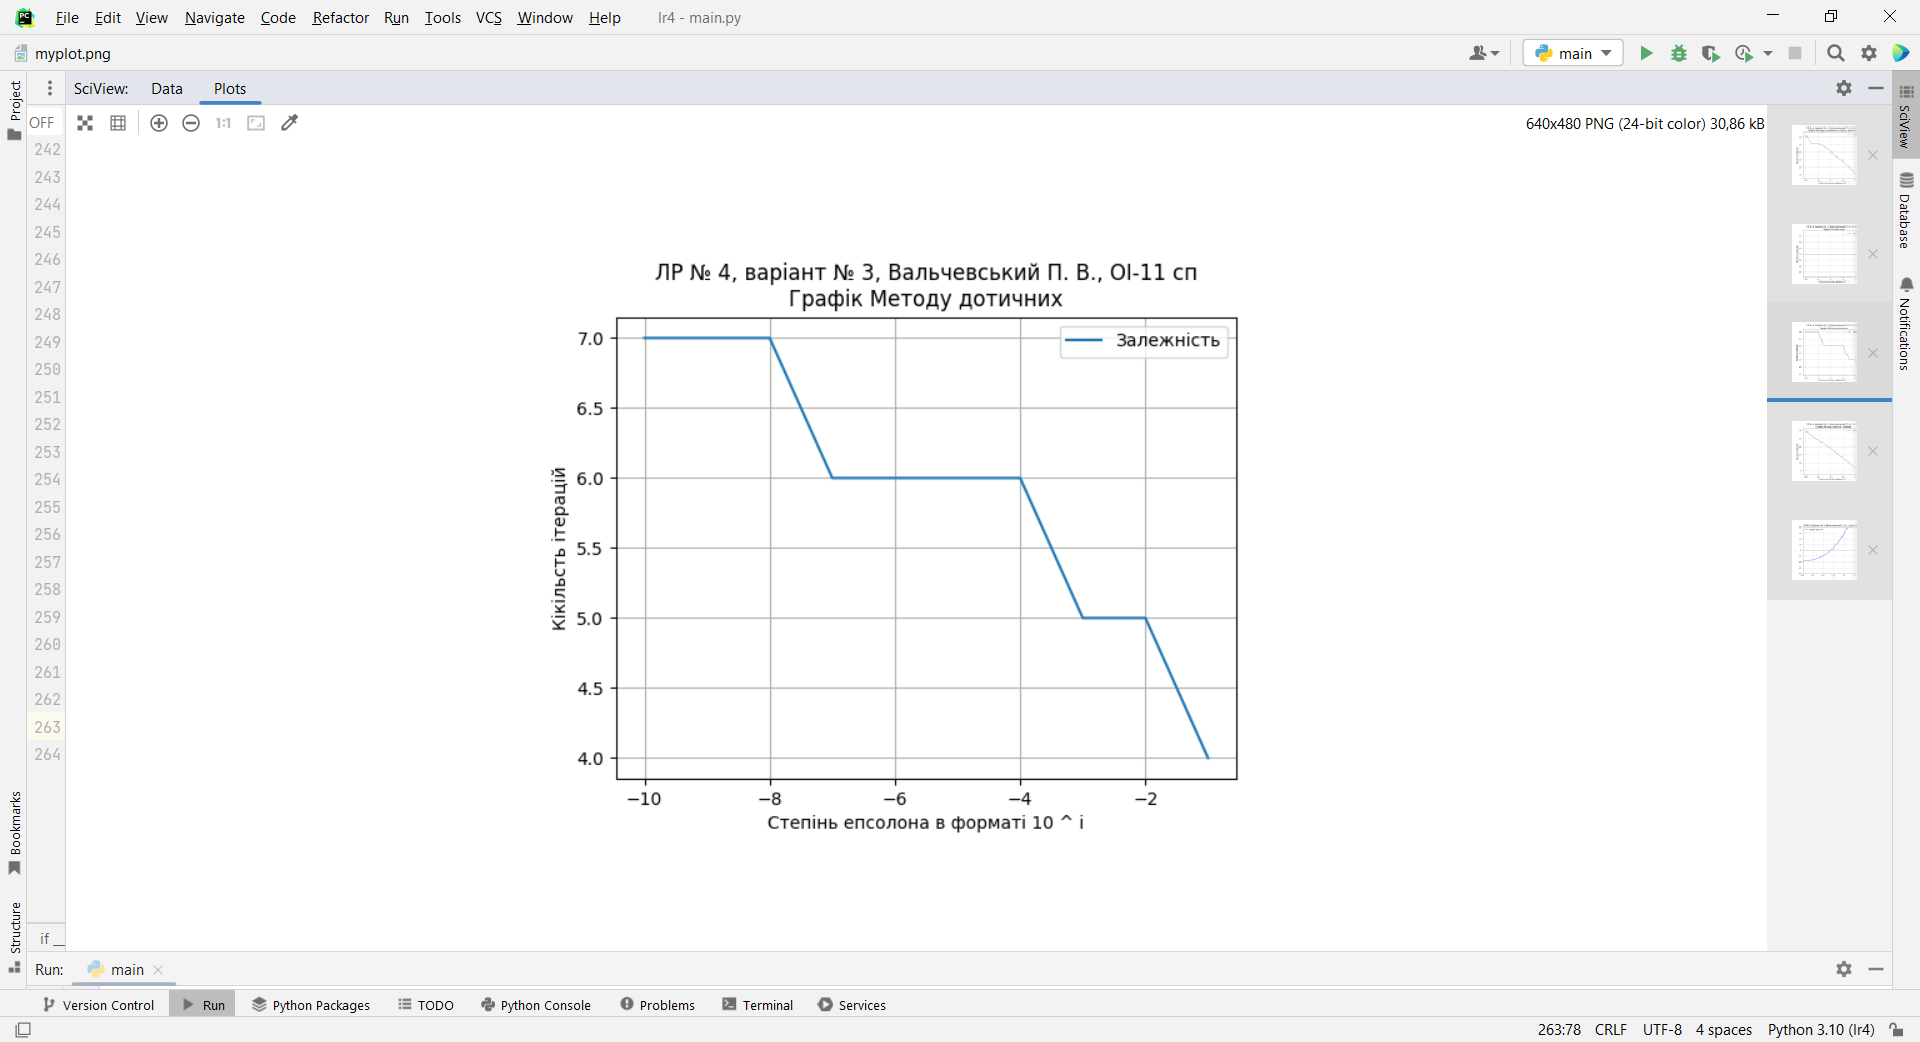 File Edit View Navigate Code Refactor Run Tools VCS Window Help lr4 - main.py
myplot.png
main
SciView: Data Plots
OFF
1:1
640x480 PNG (24-bit color) 30,86 kB
Project
Bookmarks
Structure
242
243
244
245
246
247
248
249
250
251
252
253
254
255
256
257
258
259
260
261
262
263
264
if __
ЛР № 4, варіант № 3, Вальчевський П. В., ОІ-11 сп
Графік Методу дотичних
Залежність
7.0
6.5
6.0
5.5
5.0
4.5
4.0
Кікільсть ітерацій
−10 −8 −6 −4 −2
Степінь епсолона в форматі 10 ^ i
SciView
Database
Notifications
Run: main
Version Control Run Python Packages TODO Python Console Problems Terminal Services
263:78 CRLF UTF-8 4 spaces Python 3.10 (lr4)